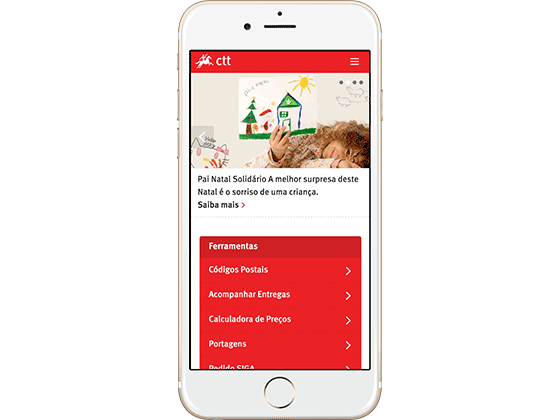 ctt
Pai Natal Solidário A melhor surpresa deste
Natal é o sorriso de uma criança.
Saiba mais >
Ferramentas
Códigos Postais
Acompanhar Entregas
Calculadora de Preços
Portagens
Pedido SIGA